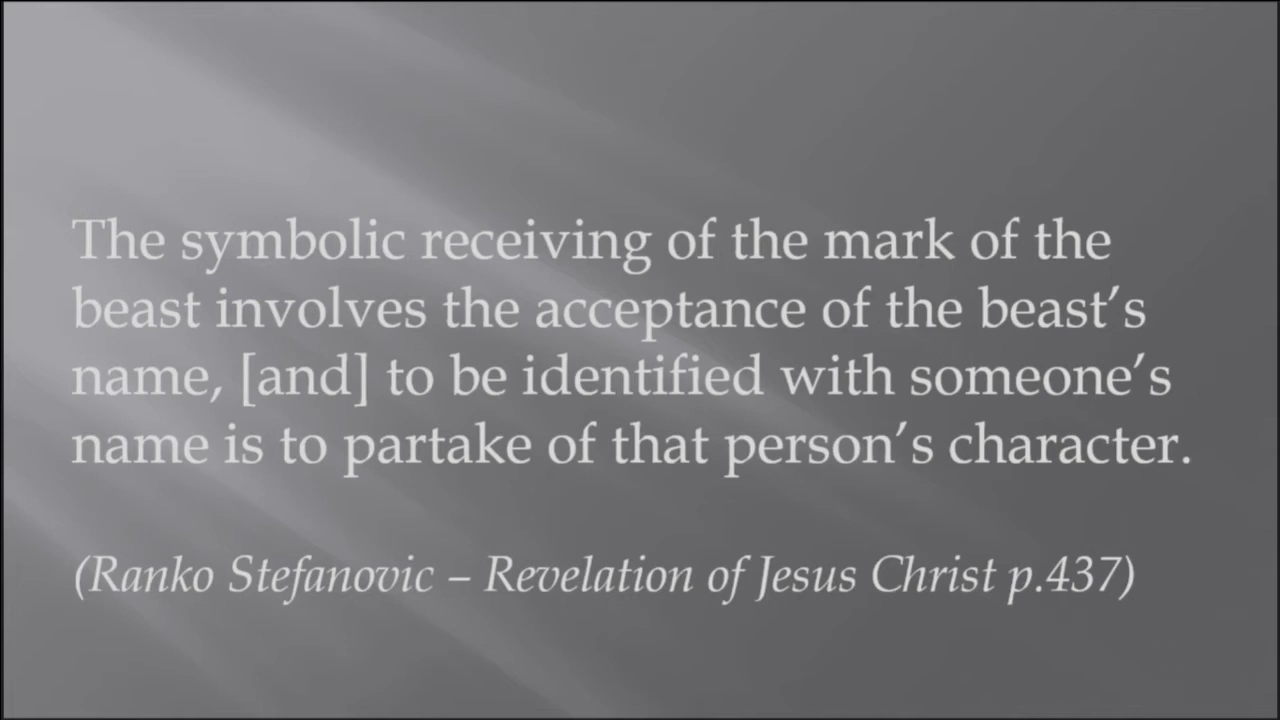 The symbolic receiving of the mark of the
beast involves the acceptance of the beast’s
name, [and] to be identified with someone’s
name is to partake of that person’s character.
(Ranko Stefanovic – Revelation of Jesus Christ p.437)